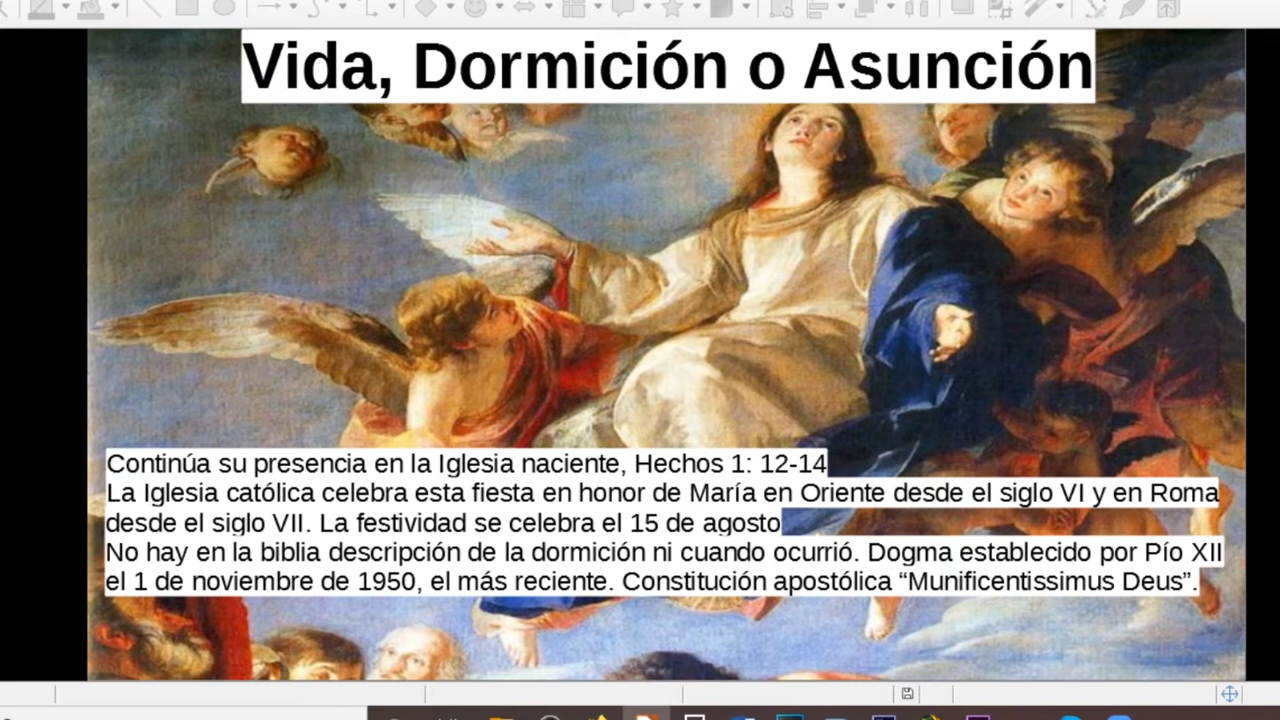 Vida, Dormición o Asunción
Continúa su presencia en la Iglesia naciente, Hechos 1: 12-14
La Iglesia católica celebra esta fiesta en honor de María en Oriente desde el siglo VI y en Roma
desde el siglo VII. La festividad se celebra el 15 de agosto
No hay en la biblia descripción de la dormición ni cuando ocurrió. Dogma establecido por Pío XII
el 1 de noviembre de 1950, el más reciente. Constitución apostólica “Munificentissimus Deus”.